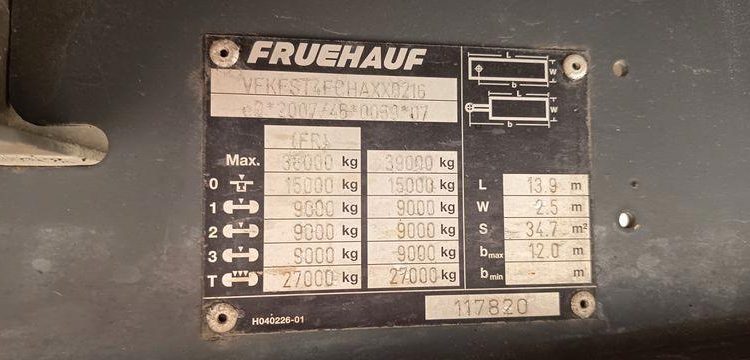 FRUEHAUF
e2*2007/46*0063*07
(FR)
Max. 38000 kg 39000 kg
0 15000 kg 15000 kg
1 9000 kg 9000 kg
2 9000 kg 9000 kg
3 9000 kg 9000 kg
T 27000 kg 27000 kg
L
W
b
L
W
b
L 13.9 m
W 2.5 m
S 34.7 m²
bmax 12.0 m
bmin m
H040226-01
117820